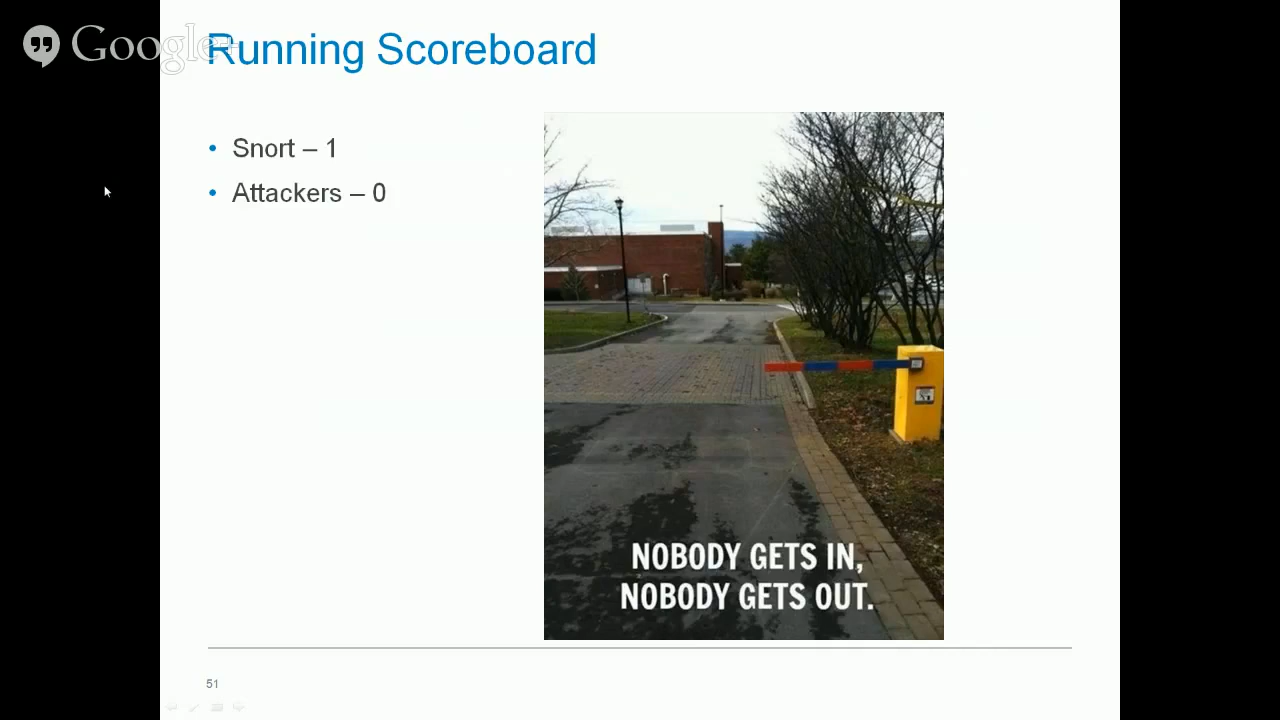 Google+
Running Scoreboard
• Snort – 1
• Attackers – 0
NOBODY GETS IN,
NOBODY GETS OUT.
51